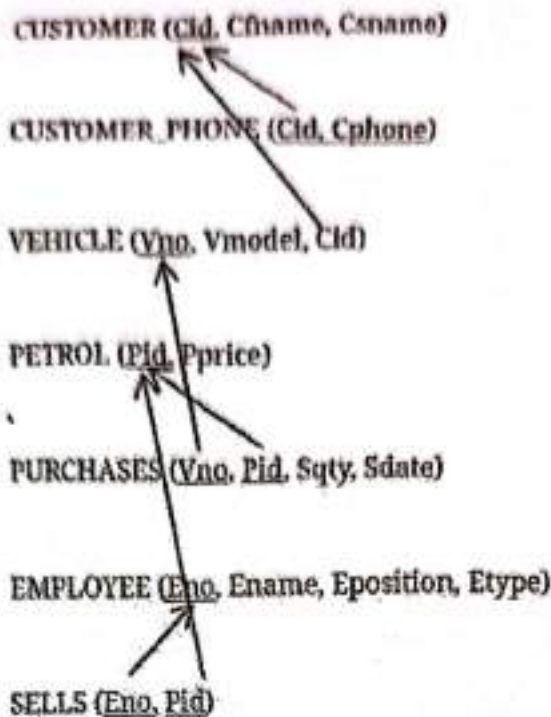 CUSTOMER (Cid, Cfname, Csname)
CUSTOMER_PHONE (Cid, Cphone)
VEHICLE (Vno, Vmodel, Cid)
PETROL (Pid, Pprice)
PURCHASES (Vno, Pid, Sqty, Sdate)
EMPLOYEE (Eno, Ename, Eposition, Etype)
SELLS (Eno, Pid)